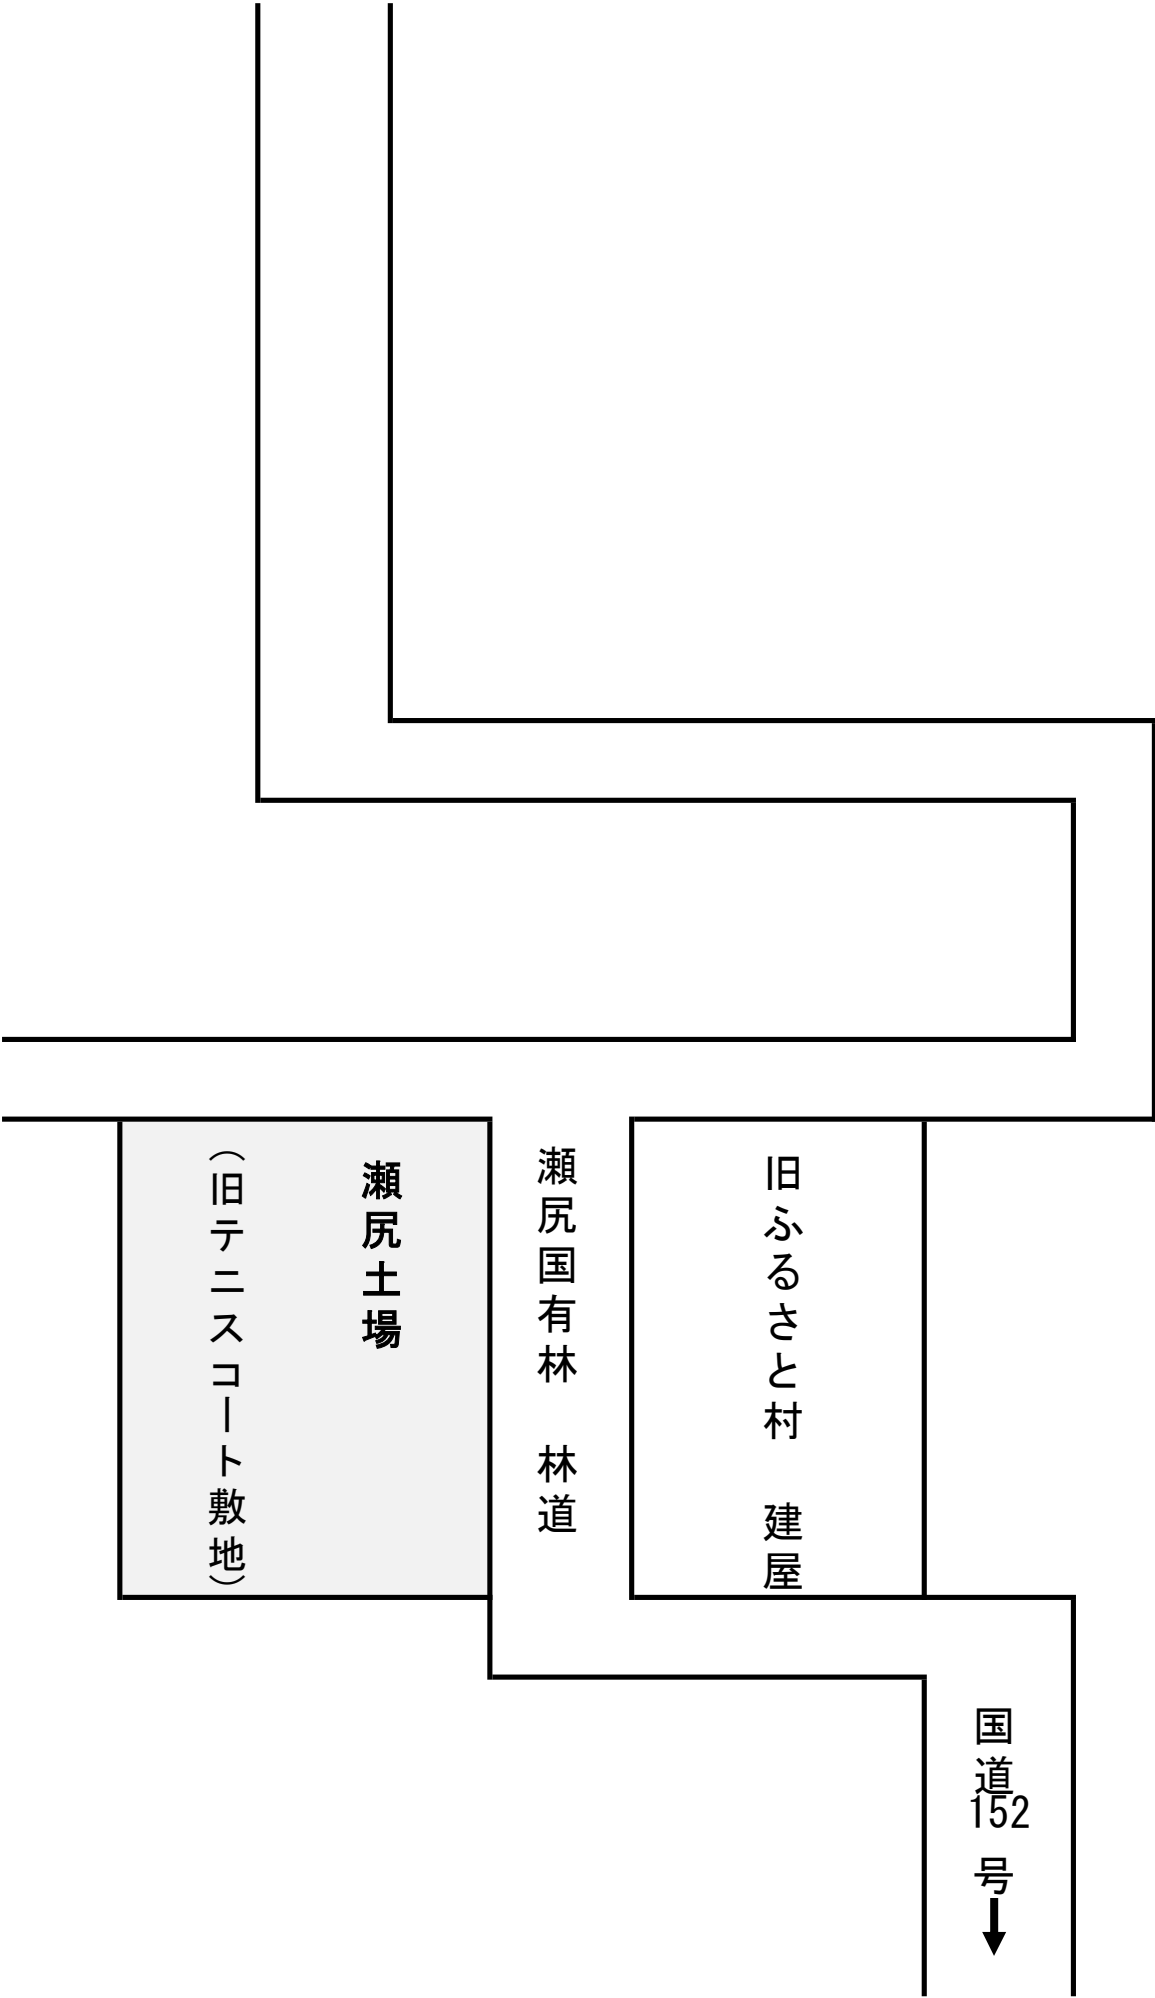 旧ふるさと村　建屋
瀬尻国有林　林道
瀬尻土場
（旧テニスコート敷地）
国道152号